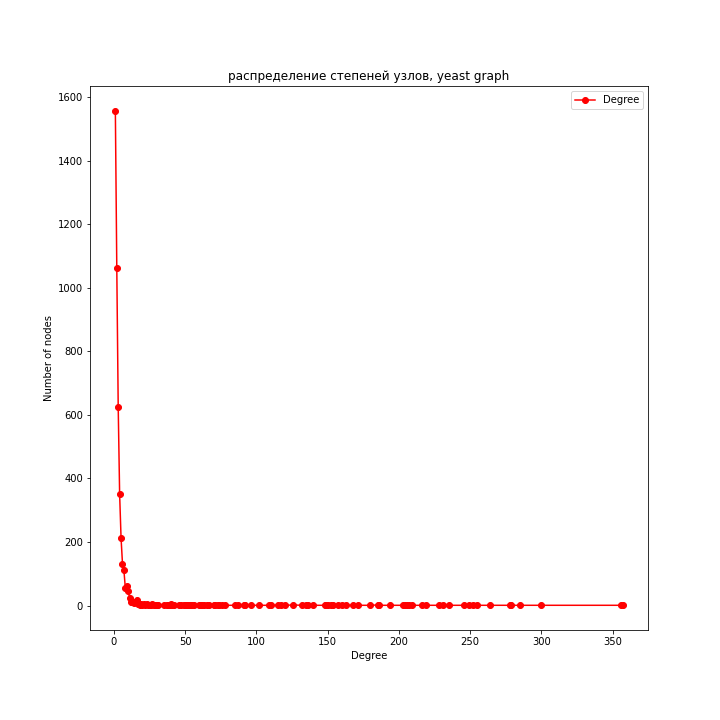 распределение степеней узлов, yeast graph
Degree
1600
1400
1200
1000
800
600
400
200
0
Number of nodes
0 50 100 150 200 250 300 350
Degree